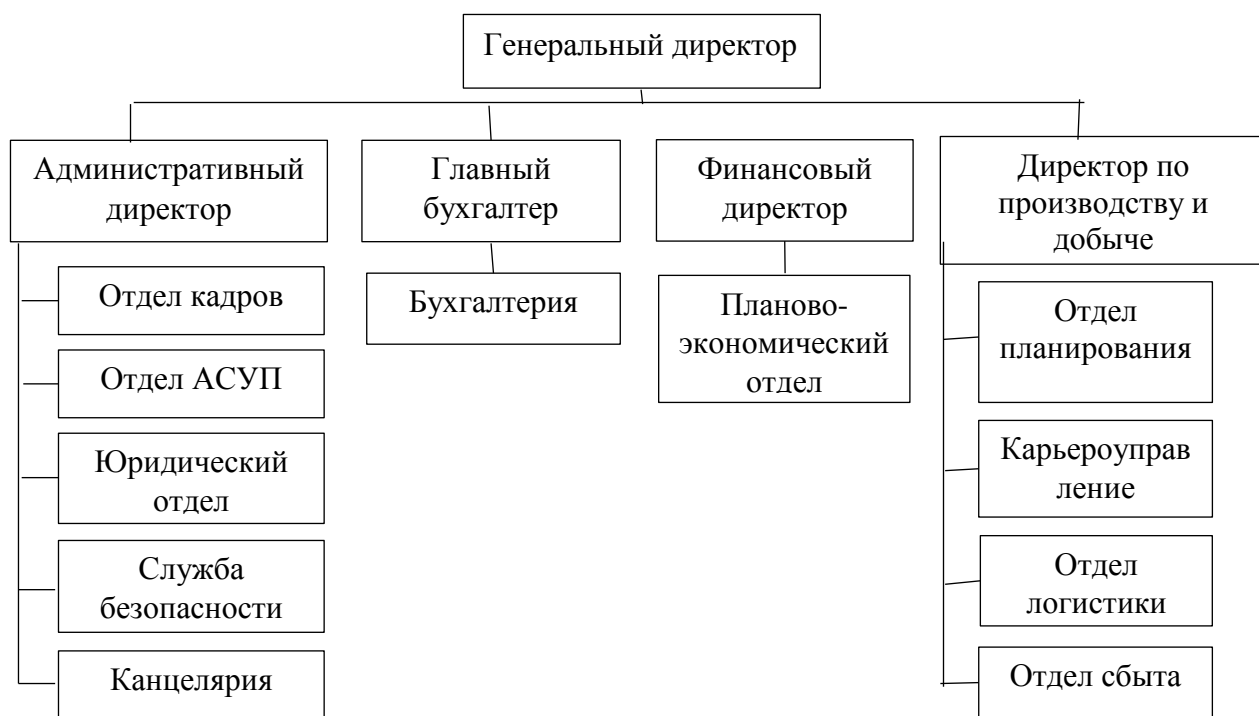 Генеральный директор
Административный
директор
Главный
бухгалтер
Финансовый
директор
Директор по
производству и
добыче
Отдел кадров
Отдел АСУП
Юридический
отдел
Служба
безопасности
Канцелярия
Бухгалтерия
Планово-
экономический
отдел
Отдел
планирования
Карьероуправ
ление
Отдел
логистики
Отдел сбыта